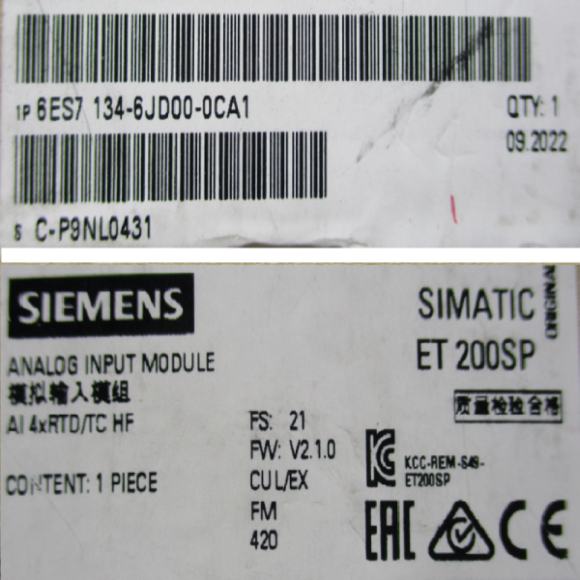 1P 6ES7 134-6JD00-0CA1
QTY: 1
09.2022
S C-P9NL0431
SIEMENS
SIMATIC
ET 200SP
ORIGINAL
ANALOG INPUT MODULE
模拟输入模组
AI 4xRTD/TC HF
质量检验合格
FS: 21
FW: V2.1.0
CUL/EX
FM
420
CONTENT: 1 PIECE
KCC-REM-S49-
ET200SP
EAC
CE